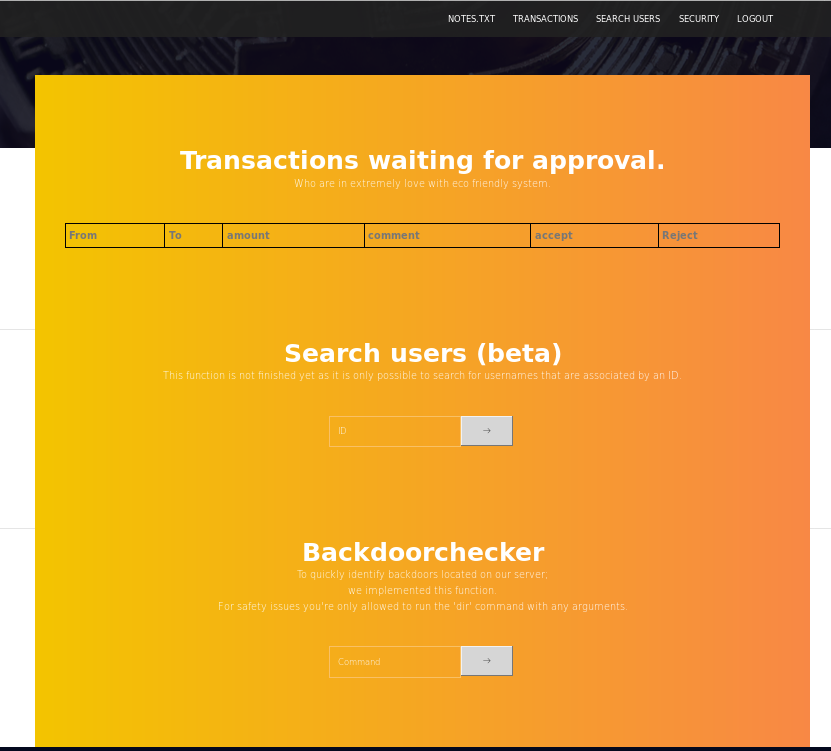 NOTES.TXT TRANSACTIONS SEARCH USERS SECURITY LOGOUT
Transactions waiting for approval.
Who are in extremely love with eco friendly system.
From To amount comment accept Reject
Search users (beta)
This function is not finished yet as it is only possible to search for usernames that are associated by an ID.
ID →
Backdoorchecker
To quickly identify backdoors located on our server;
we implemented this function.
For safety issues you're only allowed to run the 'dir' command with any arguments.
Command →